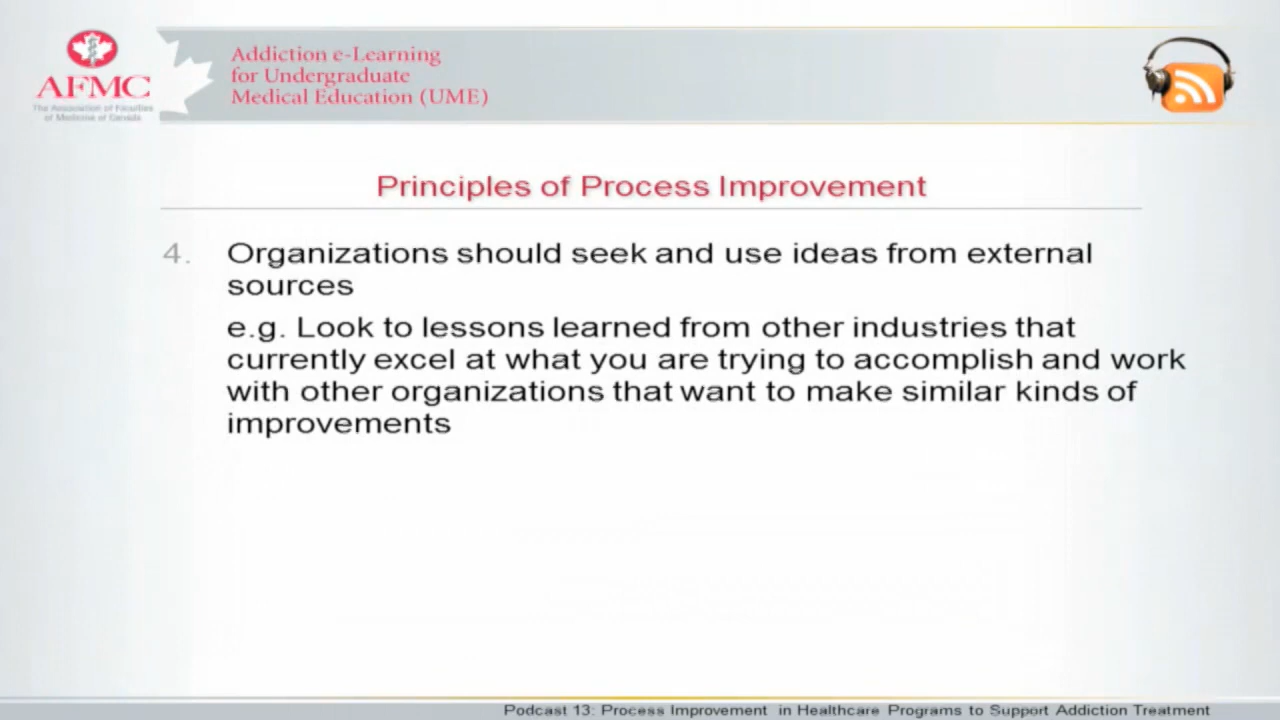 AFMC
The Association of Faculties
of Medicine of Canada
Addiction e-Learning
for Undergraduate
Medical Education (UME)
Principles of Process Improvement
4. Organizations should seek and use ideas from external
sources
e.g. Look to lessons learned from other industries that
currently excel at what you are trying to accomplish and work
with other organizations that want to make similar kinds of
improvements
Podcast 13: Process Improvement in Healthcare Programs to Support Addiction Treatment